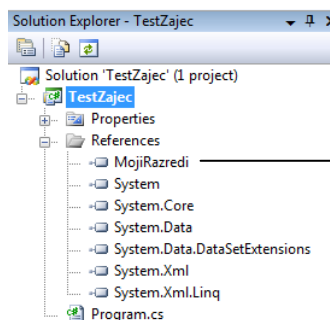 Solution Explorer - TestZajec
Solution 'TestZajec' (1 project)
TestZajec
Properties
References
MojiRazredi
System
System.Core
System.Data
System.Data.DataSetExtensions
System.Xml
System.Xml.Linq
Program.cs